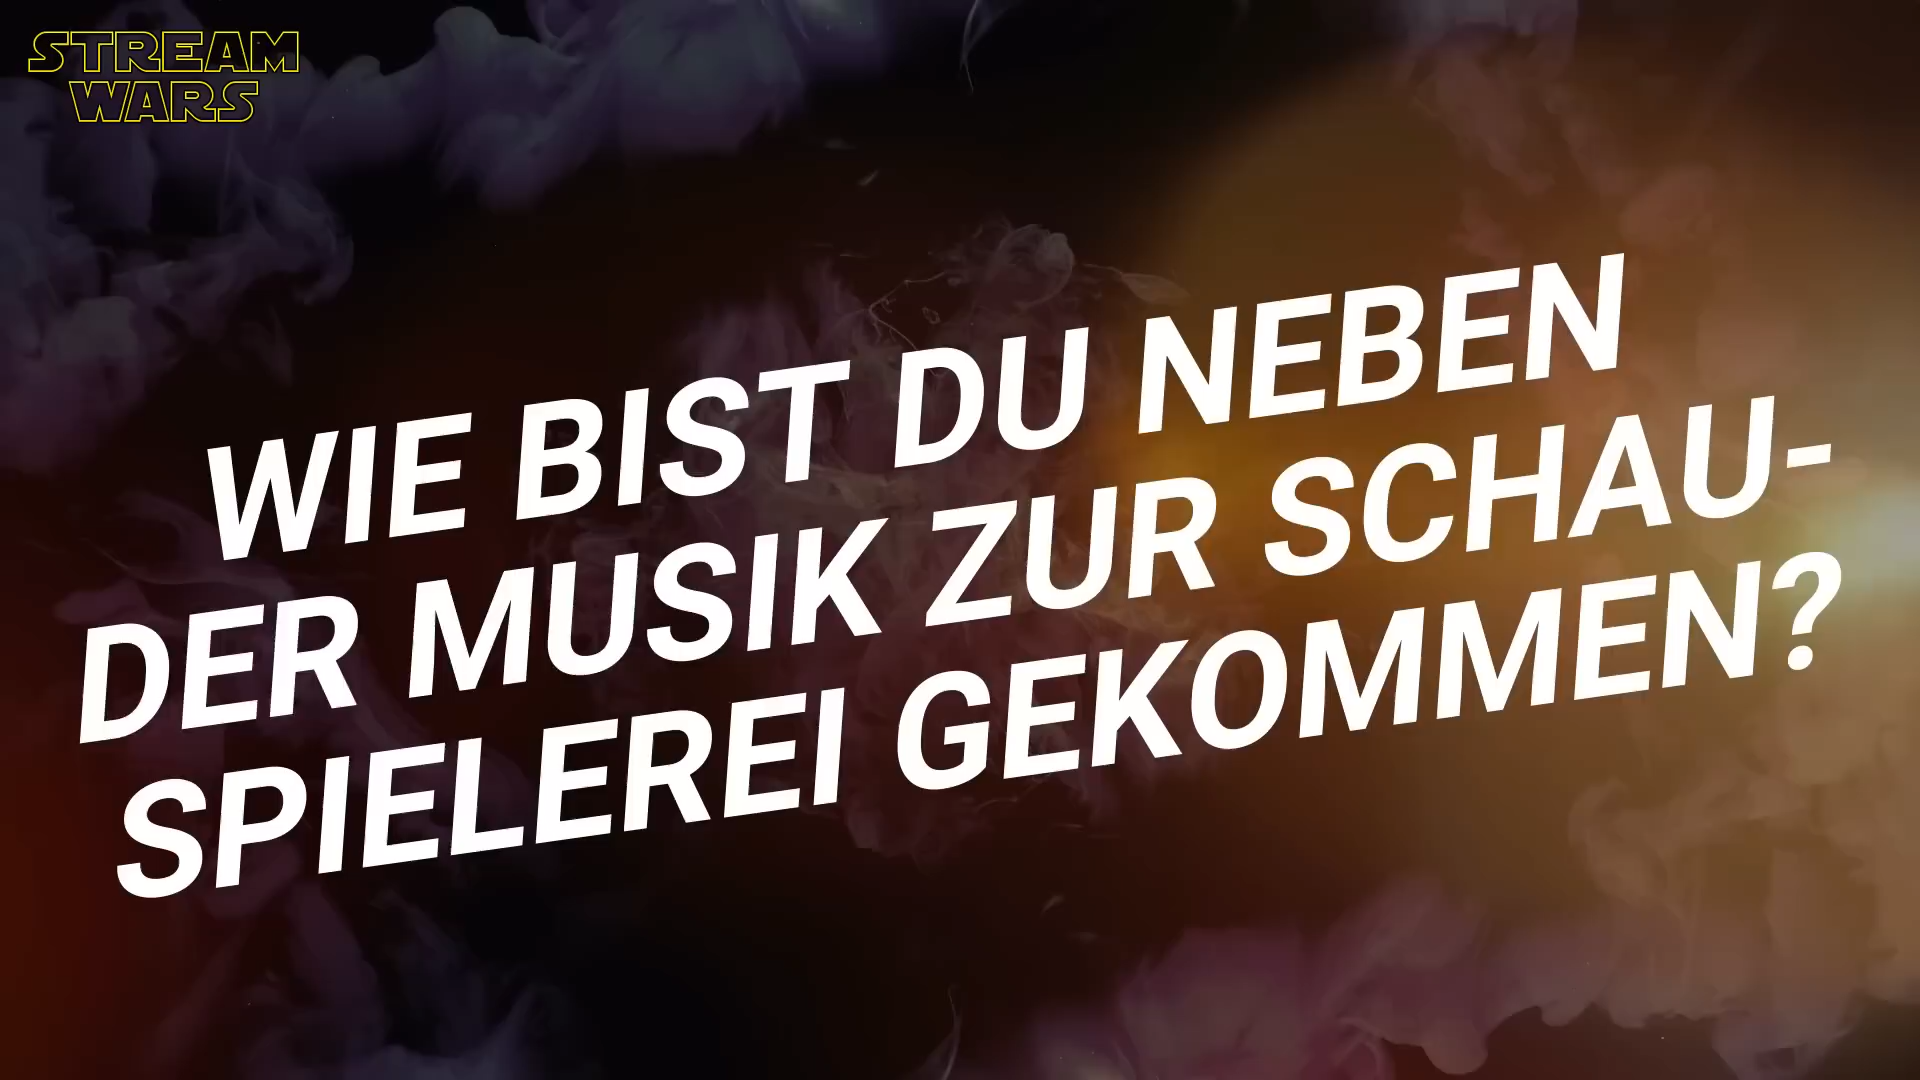 STREAM
WARS
WIE BIST DU NEBEN
DER MUSIK ZUR SCHAU-
SPIELEREI GEKOMMEN?